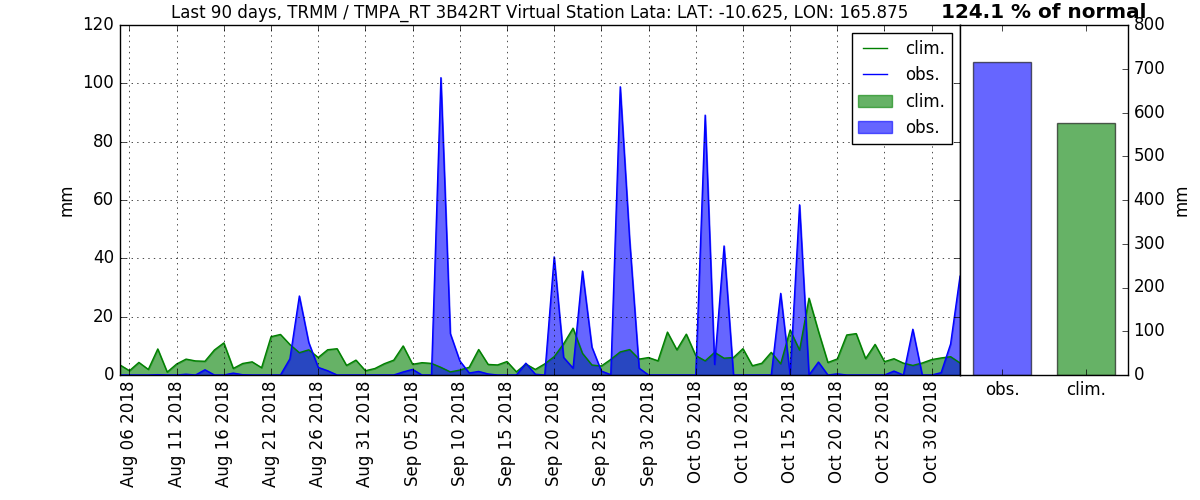 Last 90 days, TRMM / TMPA_RT 3B42RT Virtual Station Lata: LAT: -10.625, LON: 165.875
124.1 % of normal
120
100
80
60
40
20
0
mm
clim.
obs.
clim.
obs.
800
700
600
500
400
300
200
100
0
mm
Aug 06 2018
Aug 11 2018
Aug 16 2018
Aug 21 2018
Aug 26 2018
Aug 31 2018
Sep 05 2018
Sep 10 2018
Sep 15 2018
Sep 20 2018
Sep 25 2018
Sep 30 2018
Oct 05 2018
Oct 10 2018
Oct 15 2018
Oct 20 2018
Oct 25 2018
Oct 30 2018
obs.
clim.